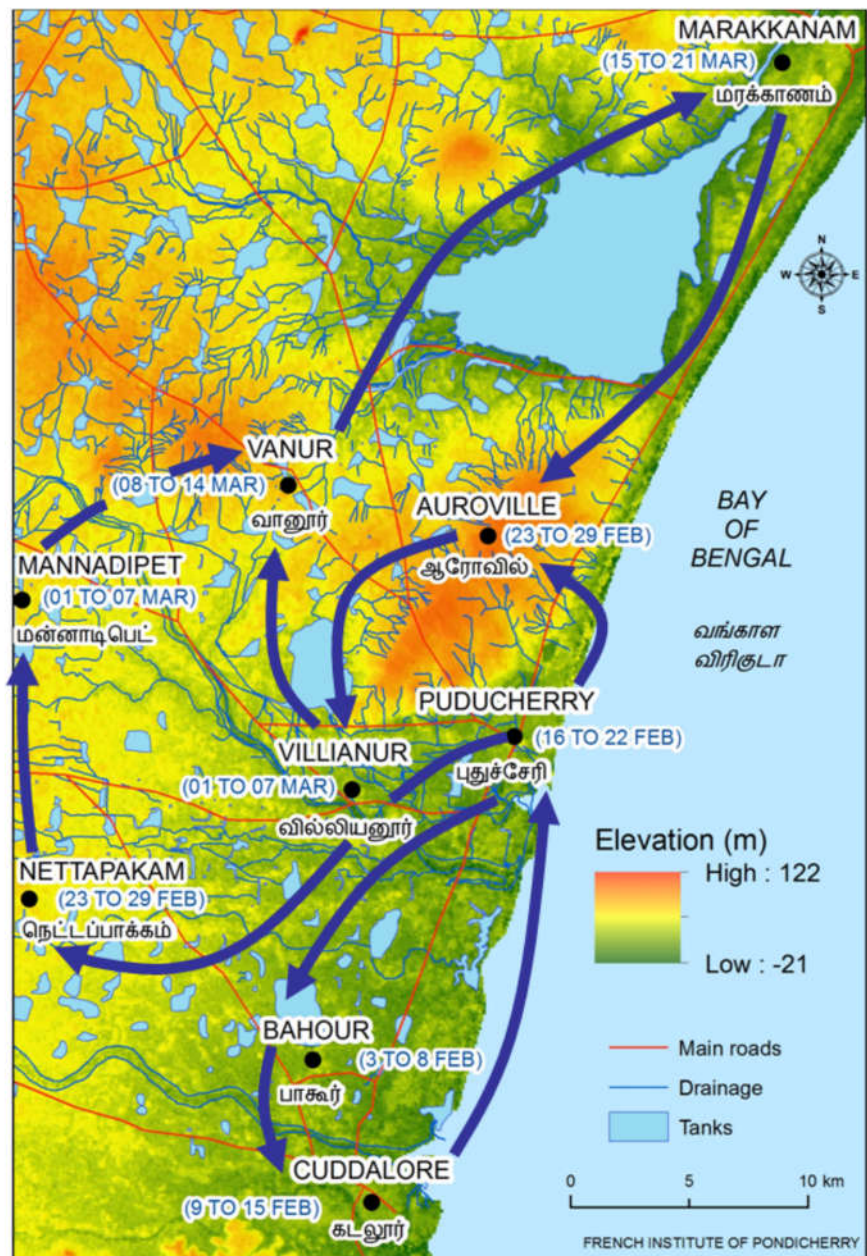 MARAKKANAM
(15 TO 21 MAR)
மரக்காணம்
N
W E
S
VANUR
(08 TO 14 MAR)
வானூர்
AUROVILLE
(23 TO 29 FEB)
ஆரோவில்
BAY
OF
BENGAL
வங்காள
விரிகுடா
MANNADIPET
(01 TO 07 MAR)
மன்னாடிபெட்
PUDUCHERRY
(16 TO 22 FEB)
புதுச்சேரி
VILLIANUR
(01 TO 07 MAR)
வில்லியனூர்
NETTAPAKAM
(23 TO 29 FEB)
நெட்டப்பாக்கம்
Elevation (m)
High : 122
Low : -21
BAHOUR
(3 TO 8 FEB)
பாகூர்
Main roads
Drainage
Tanks
CUDDALORE
(9 TO 15 FEB)
கடலூர்
0 5 10 km
FRENCH INSTITUTE OF PONDICHERRY